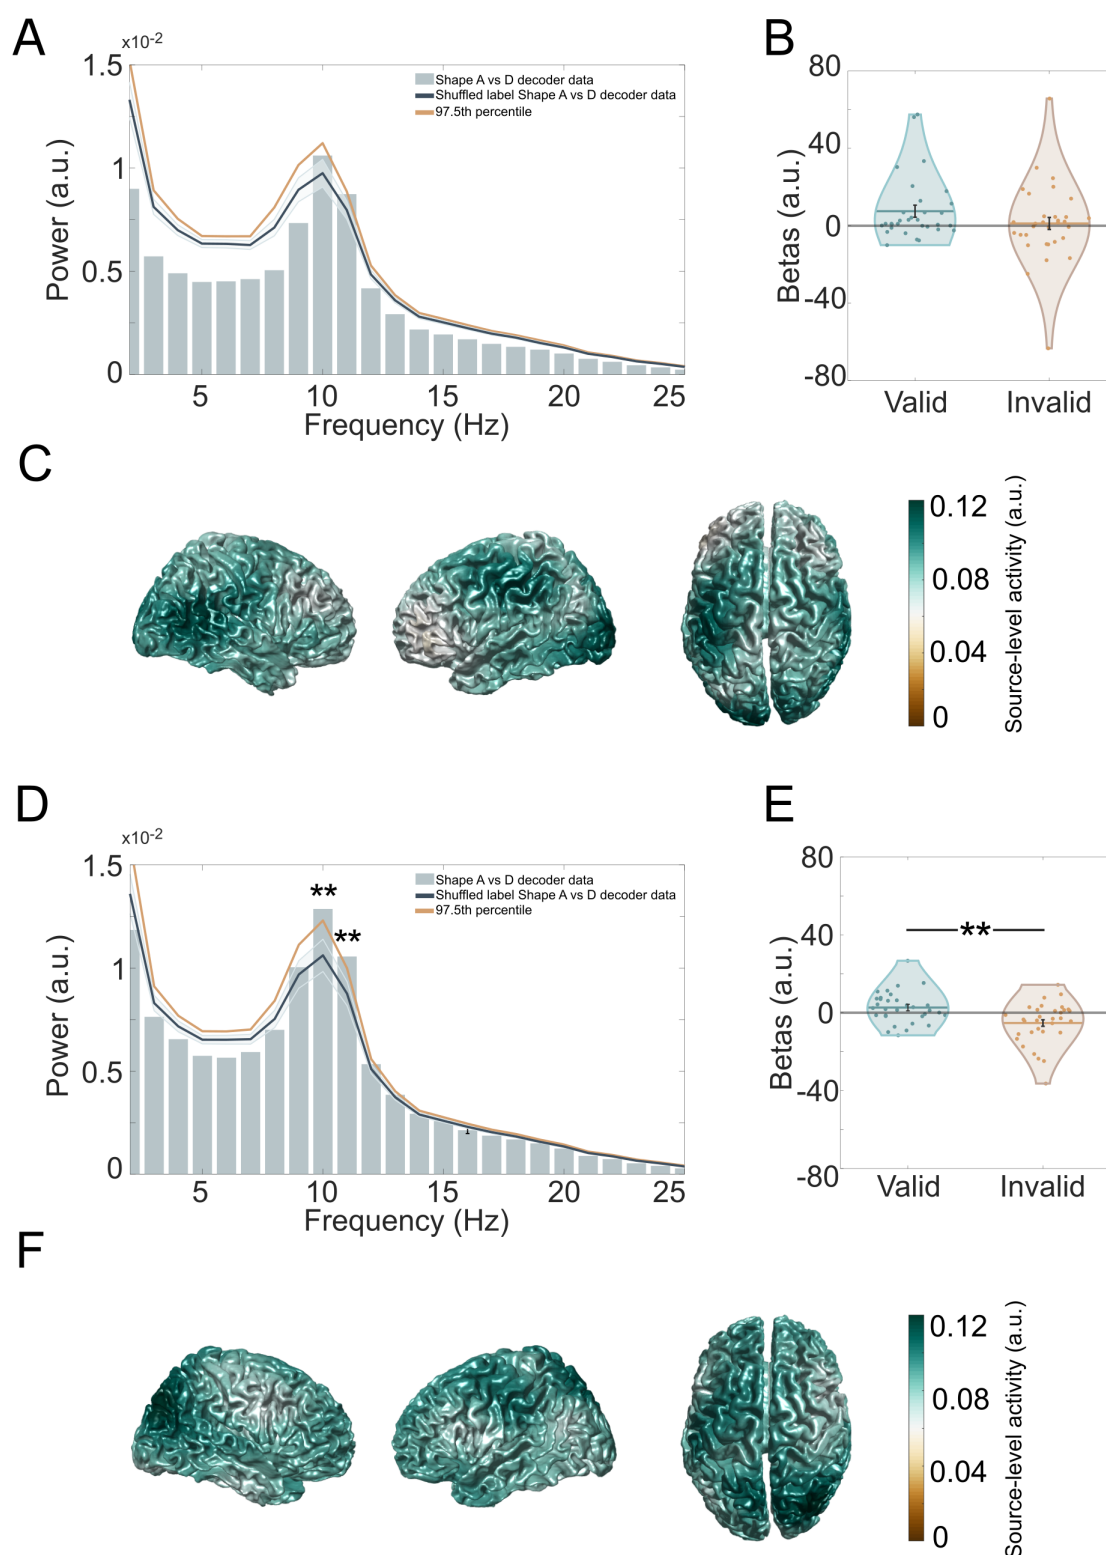 A
x10-2
1.5
1
0.5
0
Power (a.u.)
5
10
15
20
25
Frequency (Hz)
Shape A vs D decoder data
Shuffled label Shape A vs D decoder data
97.5th percentile
B
80
40
0
-40
-80
Betas (a.u.)
Valid
Invalid
C
0.12
0.08
0.04
0
Source-level activity (a.u.)
D
x10-2
1.5
1
0.5
0
Power (a.u.)
5
10
15
20
25
Frequency (Hz)
Shape A vs D decoder data
Shuffled label Shape A vs D decoder data
97.5th percentile
**
**
E
80
40
0
-40
-80
Betas (a.u.)
**
Valid
Invalid
F
0.12
0.08
0.04
0
Source-level activity (a.u.)